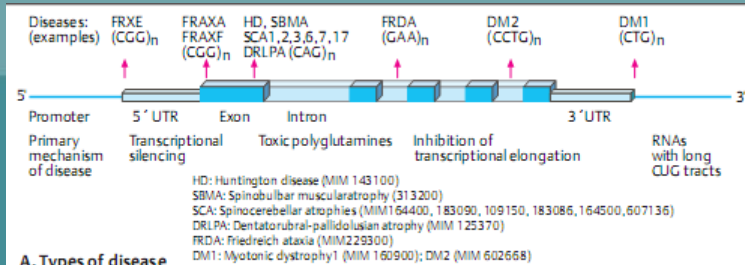 Diseases: FRXE FRAXA HD, SBMA FRDA DM2 DM1
(examples) (CGG)n FRAXF SCA1,2,3,6,7,17 (GAA)n (CCTG)n (CTG)n
(CGG)n DRLPA (CAG)n
5´ 3´
Promoter 5´UTR Exon Intron 3´UTR
Primary Transcriptional Toxic polyglutamines Inhibition of RNAs
mechanism silencing transcriptional elongation with long
of disease CUG tracts
HD: Huntington disease (MIM 143100)
SBMA: Spinobulbar muscularatrophy (313200)
SCA: Spinocerebellar atrophies (MIM164400, 183090, 109150, 183086, 164500, 607136)
DRLPA: Dentatorubral-pallidolusian atrophy (MIM 125370)
FRDA: Friedreich ataxia (MIM229300)
DM1: Myotonic dystrophy1 (MIM 160900); DM2 (MIM 602668)
A. Types of disease